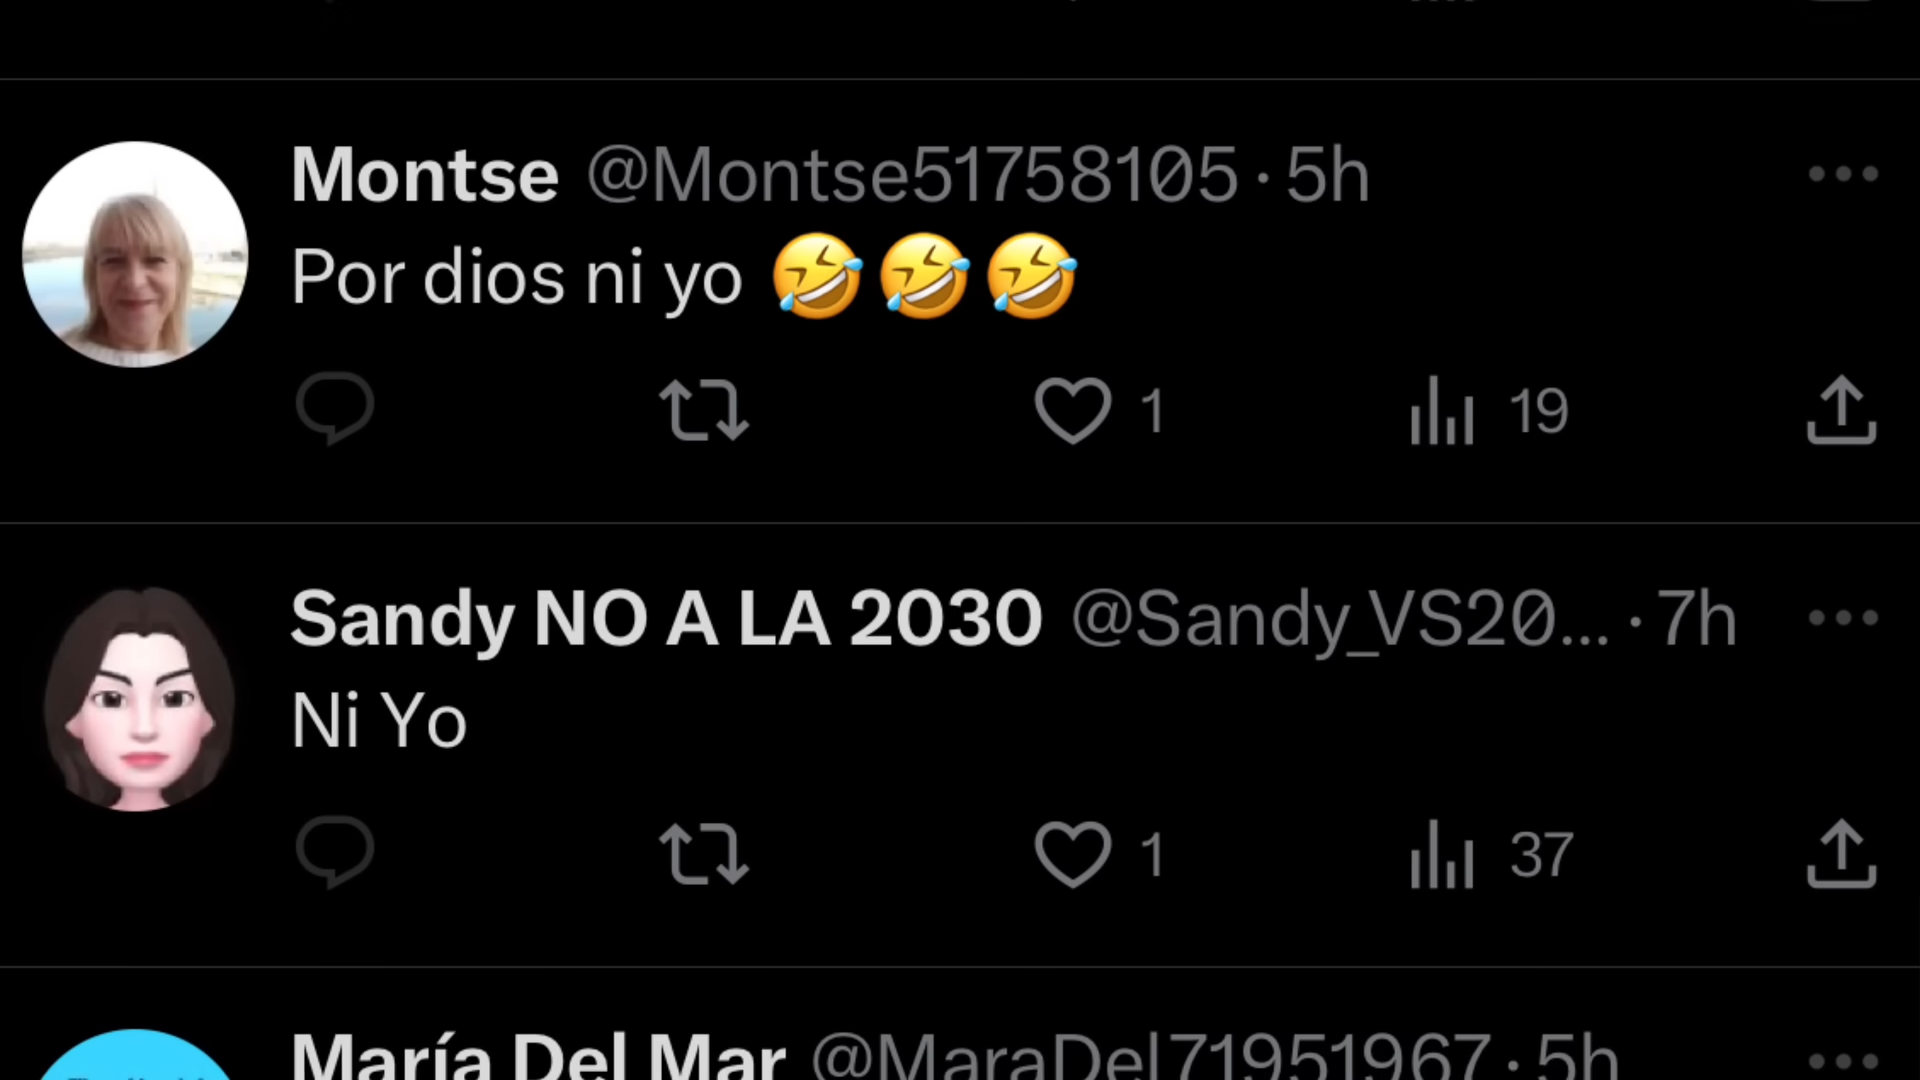 Montse @Montse51758105 · 5h
Por dios ni yo 🤣🤣🤣
1 19
Sandy NO A LA 2030 @Sandy_VS20... · 7h
Ni Yo
1 37
María Del Mar @MaraDel71951967 · 5h